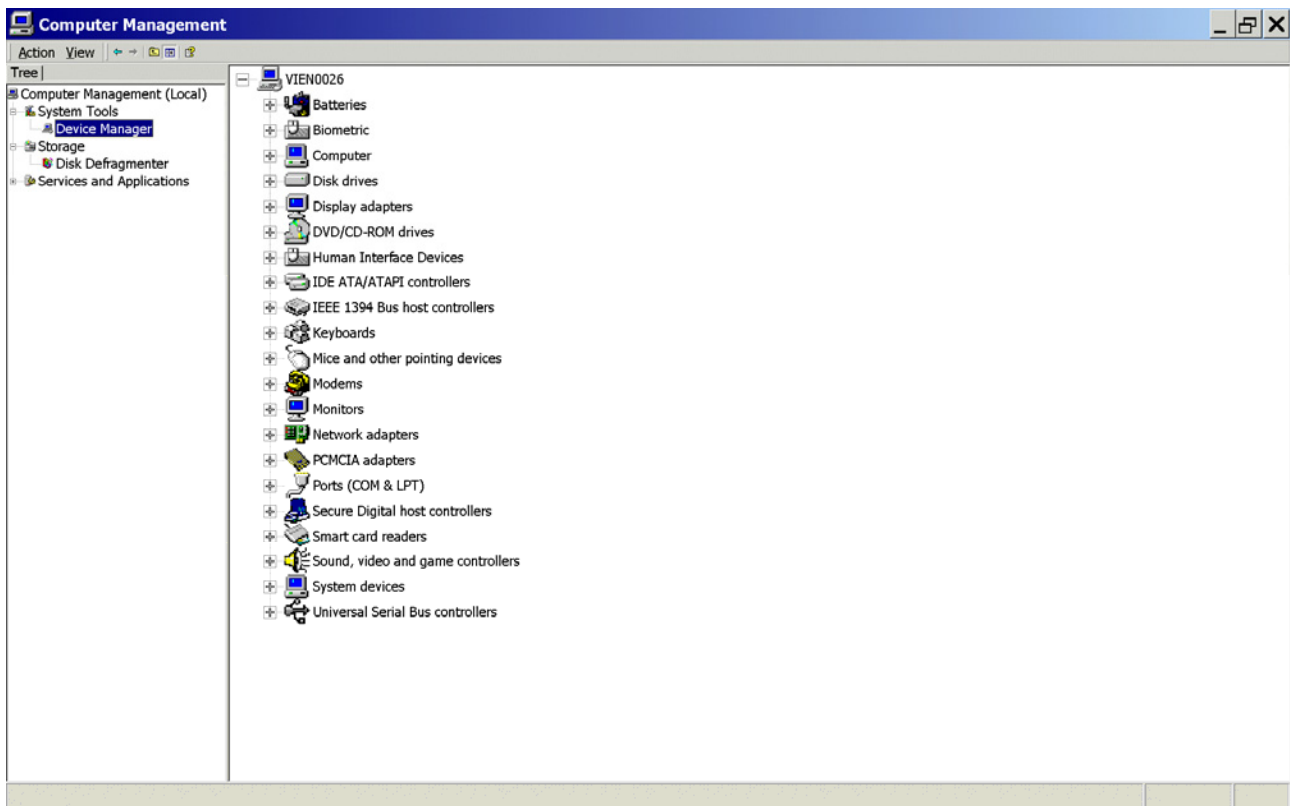 Computer Management
Action View
Tree
Computer Management (Local)
System Tools
Device Manager
Storage
Disk Defragmenter
Services and Applications
VIEN0026
Batteries
Biometric
Computer
Disk drives
Display adapters
DVD/CD-ROM drives
Human Interface Devices
IDE ATA/ATAPI controllers
IEEE 1394 Bus host controllers
Keyboards
Mice and other pointing devices
Modems
Monitors
Network adapters
PCMCIA adapters
Ports (COM & LPT)
Secure Digital host controllers
Smart card readers
Sound, video and game controllers
System devices
Universal Serial Bus controllers